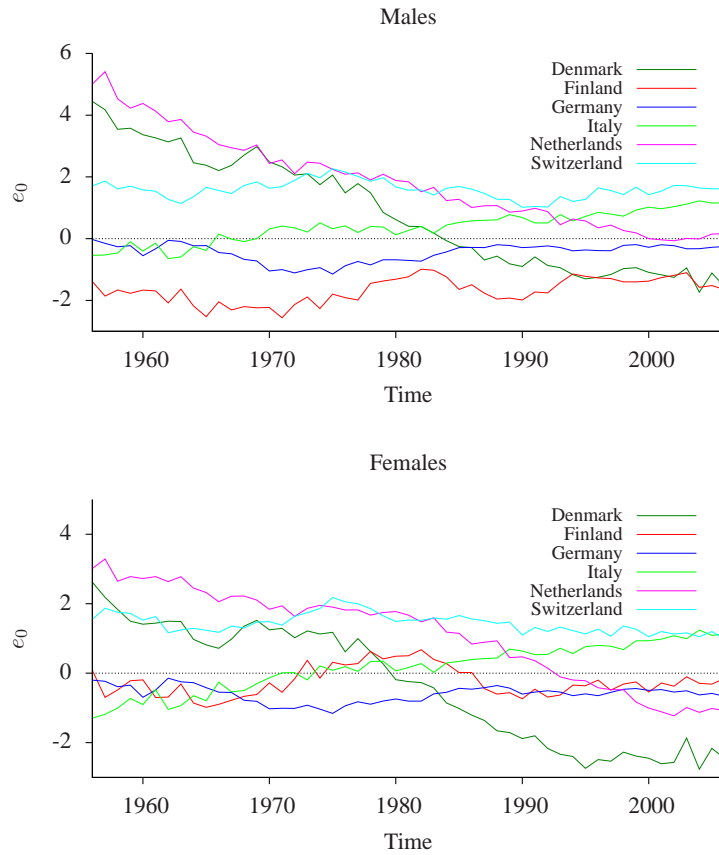 Males
6
4
2
0
-2
e0
1960 1970 1980 1990 2000
Time
Denmark
Finland
Germany
Italy
Netherlands
Switzerland
Females
4
2
0
-2
e0
1960 1970 1980 1990 2000
Time
Denmark
Finland
Germany
Italy
Netherlands
Switzerland